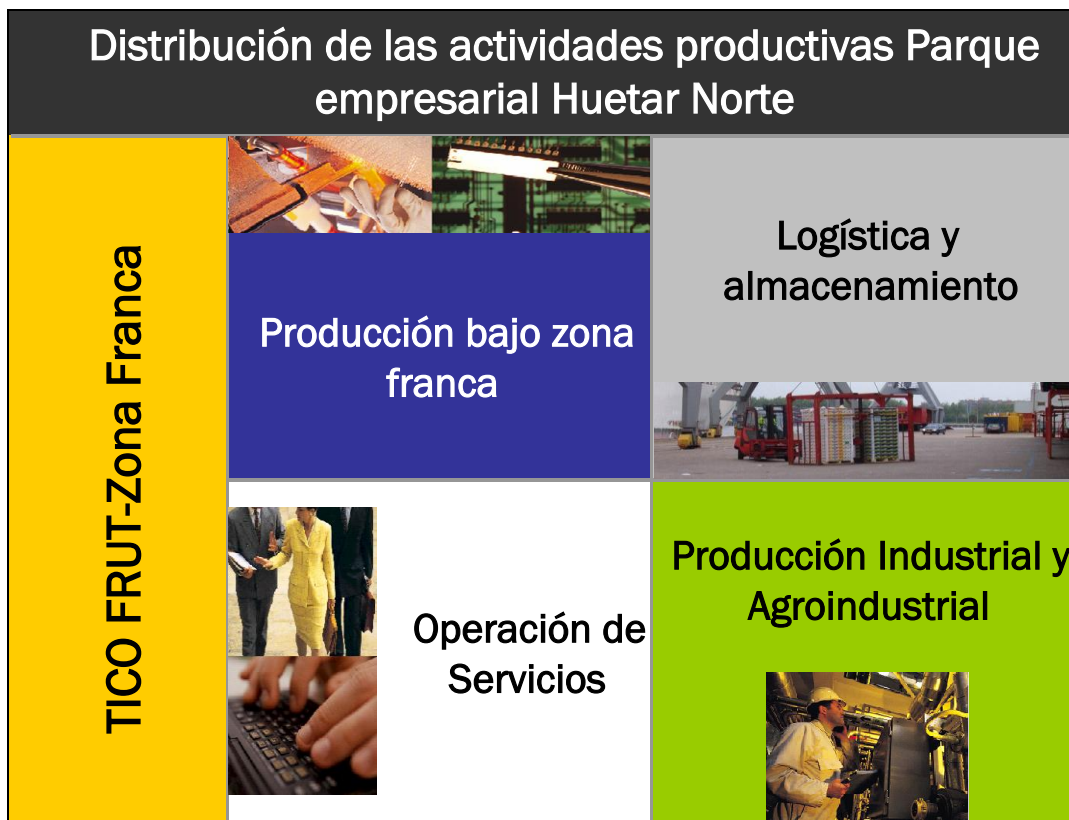 Distribución de las actividades productivas Parque
empresarial Huetar Norte
TICO FRUT-Zona Franca
Producción bajo zona
franca
Logística y
almacenamiento
Operación de
Servicios
Producción Industrial y
Agroindustrial